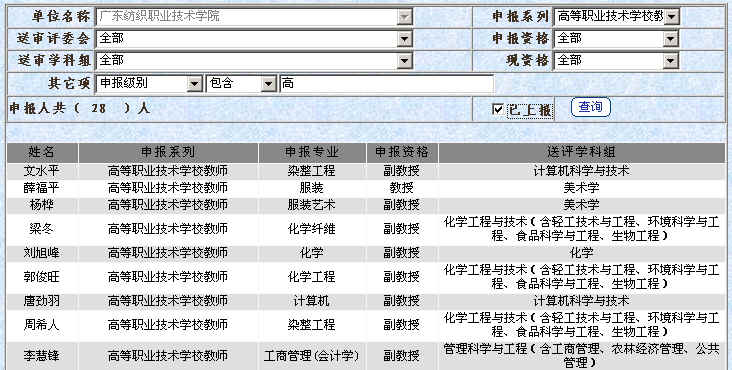 单位名称 广东纺织职业技术学院 申报系列 高等职业技术学校教
送审评委会 全部 申报资格 全部
送审学科组 全部 现资格 全部
其它项 申报级别 包含 高
申报人共 ( 28 ) 人 已上报 查询
姓名 申报系列 申报专业 申报资格 送评学科组
文水平 高等职业技术学校教师 染整工程 副教授 计算机科学与技术
薛福平 高等职业技术学校教师 服装 教授 美术学
杨桦 高等职业技术学校教师 服装艺术 副教授 美术学
梁冬 高等职业技术学校教师 化学纤维 副教授 化学工程与技术(含轻工技术与工程、环境科学与工
程、食品科学与工程、生物工程)
刘旭峰 高等职业技术学校教师 化学 副教授 化学
郭俊旺 高等职业技术学校教师 化学工程 副教授 化学工程与技术(含轻工技术与工程、环境科学与工
程、食品科学与工程、生物工程)
唐劲羽 高等职业技术学校教师 计算机 副教授 计算机科学与技术
周希人 高等职业技术学校教师 染整工程 副教授 化学工程与技术(含轻工技术与工程、环境科学与工
程、食品科学与工程、生物工程)
李慧锋 高等职业技术学校教师 工商管理(会计学) 副教授 管理科学与工程(含工商管理、农林经济管理、公共
管理)